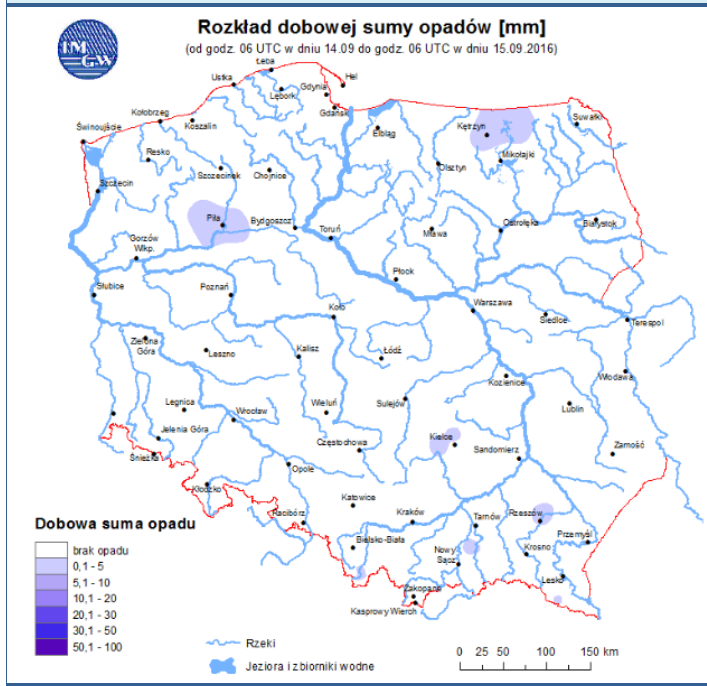 IM
GW
Rozkład dobowej sumy opadów [mm]
(od godz. 06 UTC w dniu 14.09 do godz. 06 UTC w dniu 15.09.2016)
Łeba
Ustka
Hel
Gdynia
Lębork
Gdańsk
Kołobrzeg
Koszalin
Świnoujście
Elbląg
Kętrzyn
Suwałki
Resko
Mikołajki
Szczecinek
Chojnice
Olsztyn
Szczecin
Piła
Bydgoszcz
Toruń
Mława
Ostrołęka
Białystok
Gorzów
Wlkp.
Płock
Słubice
Poznań
Koło
Warszawa
Siedlce
Terespol
Zielona
Góra
Leszno
Kalisz
Łódź
Kozienice
Włodawa
Legnica
Wrocław
Wieluń
Sulejów
Lublin
Jelenia Góra
Częstochowa
Kielce
Sandomierz
Zamość
Śnieżka
Opole
Kłodzko
Katowice
Racibórz
Kraków
Tarnów
Rzeszów
Przemyśl
Bielsko-Biała
Nowy
Sącz
Krosno
Lesko
Zakopane
Kasprowy Wierch
Dobowa suma opadu
brak opadu
0,1 - 5
5,1 - 10
10,1 - 20
20,1 - 30
30,1 - 50
50,1 - 100
Rzeki
Jeziora i zbiorniki wodne
0 25 50 100 150 km